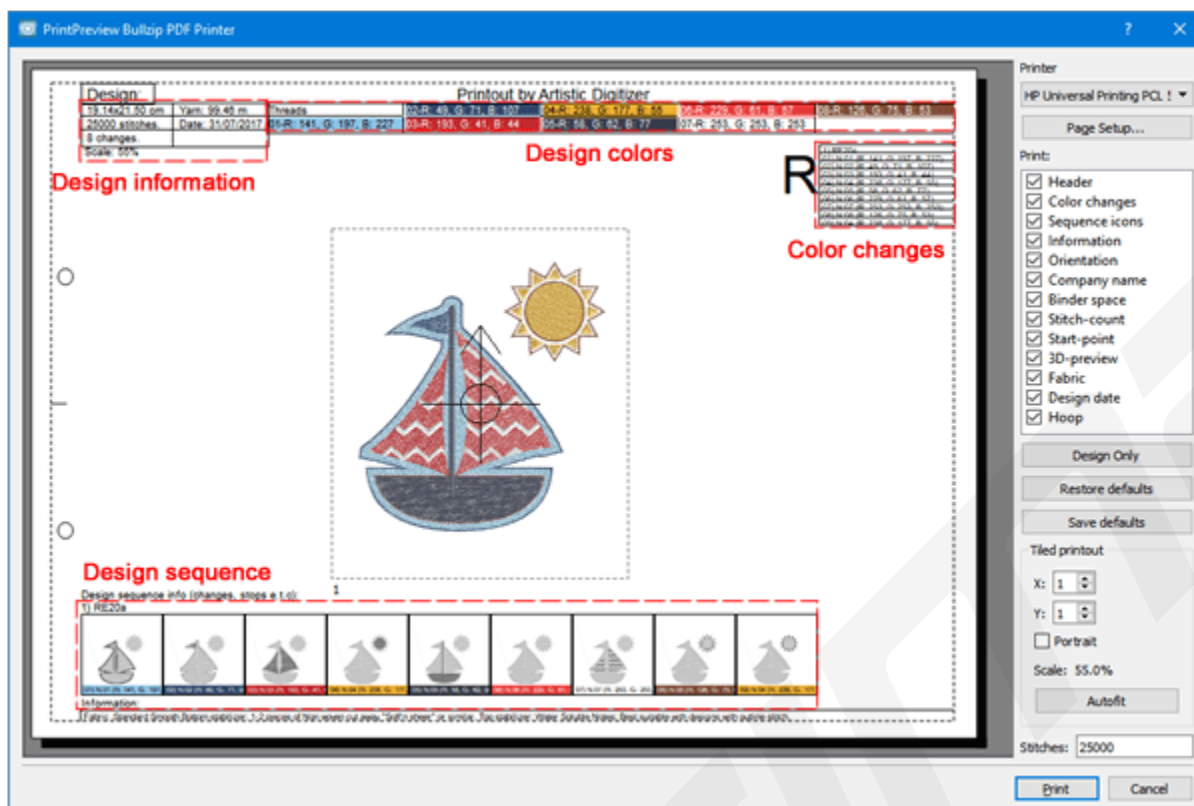 PrintPreview Bullzip PDF Printer
Design:
Printout by Artistic Digitizer
19.14x21.50 cm Yarn: 99.46 m Threads 02-R: 49, G: 71, B: 107 04-R: 238, G: 177, B: 55 06-R: 229, G: 61, B: 57 08-R: 126, G: 75, B: 53
25000 stitches. Date: 31/07/2017 01-R: 141, G: 197, B: 227 03-R: 193, G: 41, B: 44 05-R: 58, G: 62, B: 77 07-R: 253, G: 253, B: 253
8 changes.
Scale: 55%
Design information
Design colors
R
1) RE20a
Color changes
Design sequence
1
Design sequence info (changes, stops e.t.c):
1) RE20a
Information:
Printer
HP Universal Printing PCL
Page Setup...
Print:
Header
Color changes
Sequence icons
Information
Orientation
Company name
Binder space
Stitch-count
Start-point
3D-preview
Fabric
Design date
Hoop
Design Only
Restore defaults
Save defaults
Tiled printout
X: 1
Y: 1
Portrait
Scale: 55.0%
Autofit
Stitches: 25000
Print Cancel